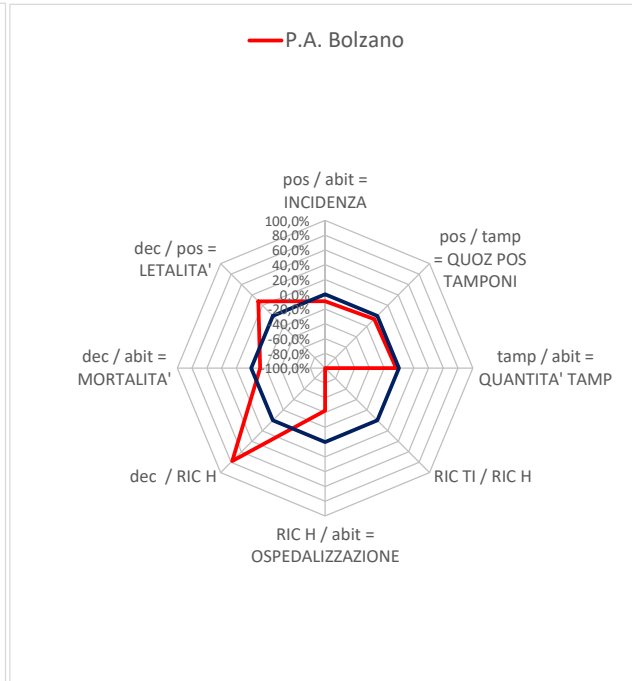 P.A. Bolzano
pos / abit =
INCIDENZA
pos / tamp
= QUOZ POS
TAMPONI
tamp / abit =
QUANTITA' TAMP
RIC TI / RIC H
RIC H / abit =
OSPEDALIZZAZIONE
dec / RIC H
dec / abit =
MORTALITA'
dec / pos =
LETALITA'
100,0%
80,0%
60,0%
40,0%
20,0%
0,0%
-20,0%
-40,0%
-60,0%
-80,0%
-100,0%